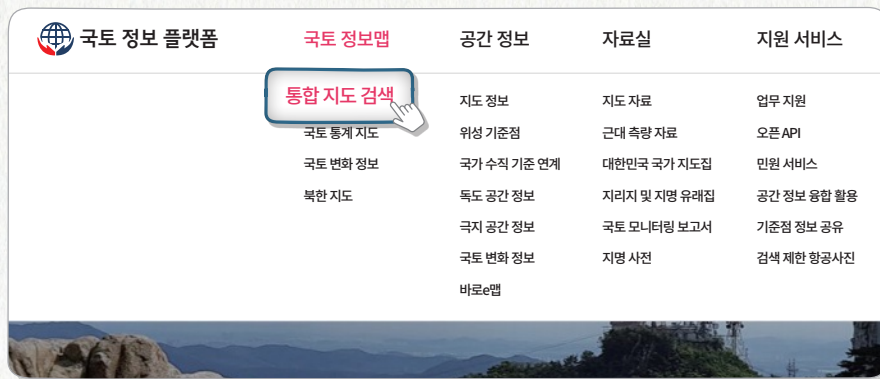 국토 정보 플랫폼 국토 정보맵 공간 정보 자료실 지원 서비스
통합 지도 검색 지도 정보 지도 자료 업무 지원
국토 통계 지도 위성 기준점 근대 측량 자료 오픈 API
국토 변화 정보 국가 수직 기준 연계 대한민국 국가 지도집 민원 서비스
북한 지도 독도 공간 정보 지리지 및 지명 유래집 공간 정보 융합 활용
극지 공간 정보 국토 모니터링 보고서 기준점 정보 공유
국토 변화 정보 지명 사전 검색 제한 항공사진
바로e맵